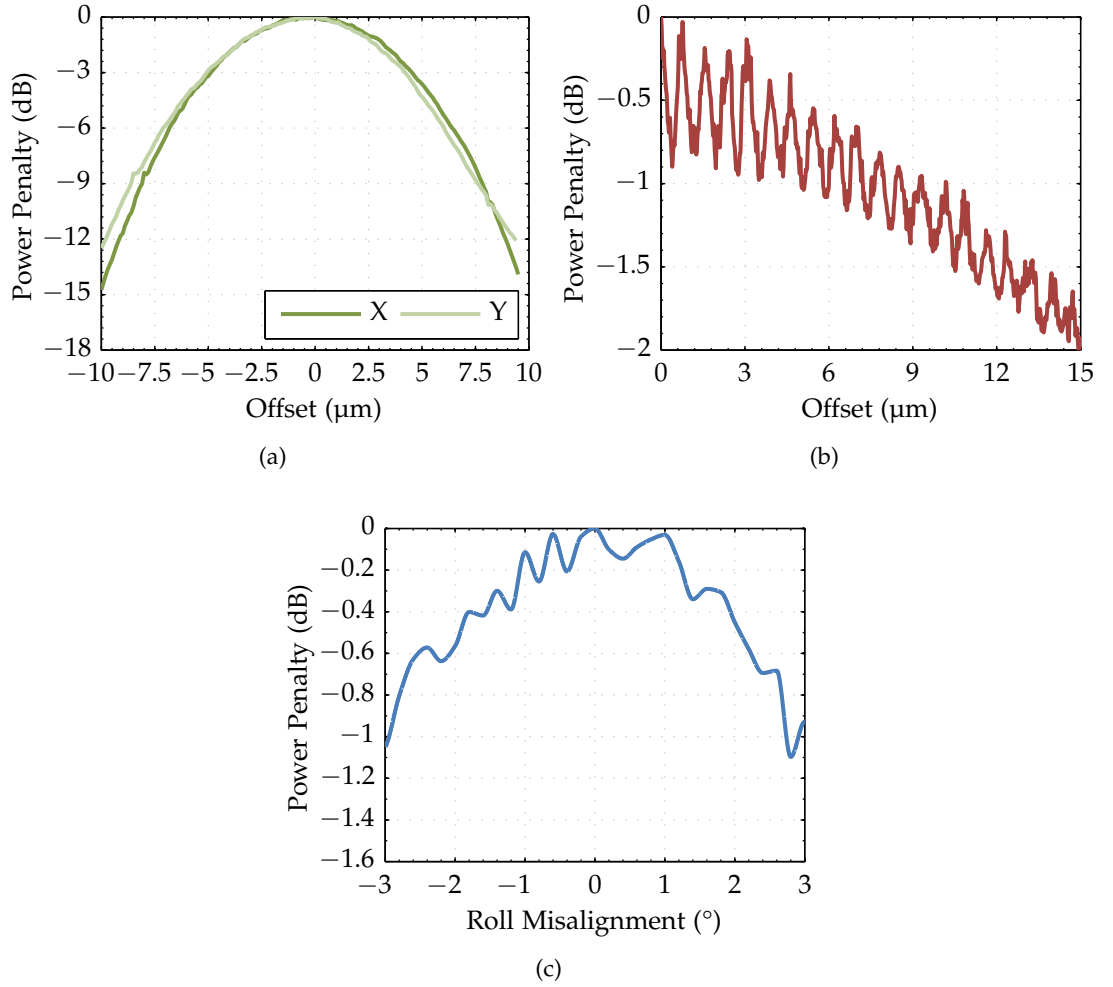 Power Penalty (dB)
0
−3
−6
−9
−12
−15
−18
X Y
−10 −7.5 −5 −2.5 0 2.5 5 7.5 10
Offset (µm)
(a)
Power Penalty (dB)
0
−0.5
−1
−1.5
−2
0 3 6 9 12 15
Offset (µm)
(b)
Power Penalty (dB)
0
−0.2
−0.4
−0.6
−0.8
−1
−1.2
−1.4
−1.6
−3 −2 −1 0 1 2 3
Roll Misalignment (°)
(c)